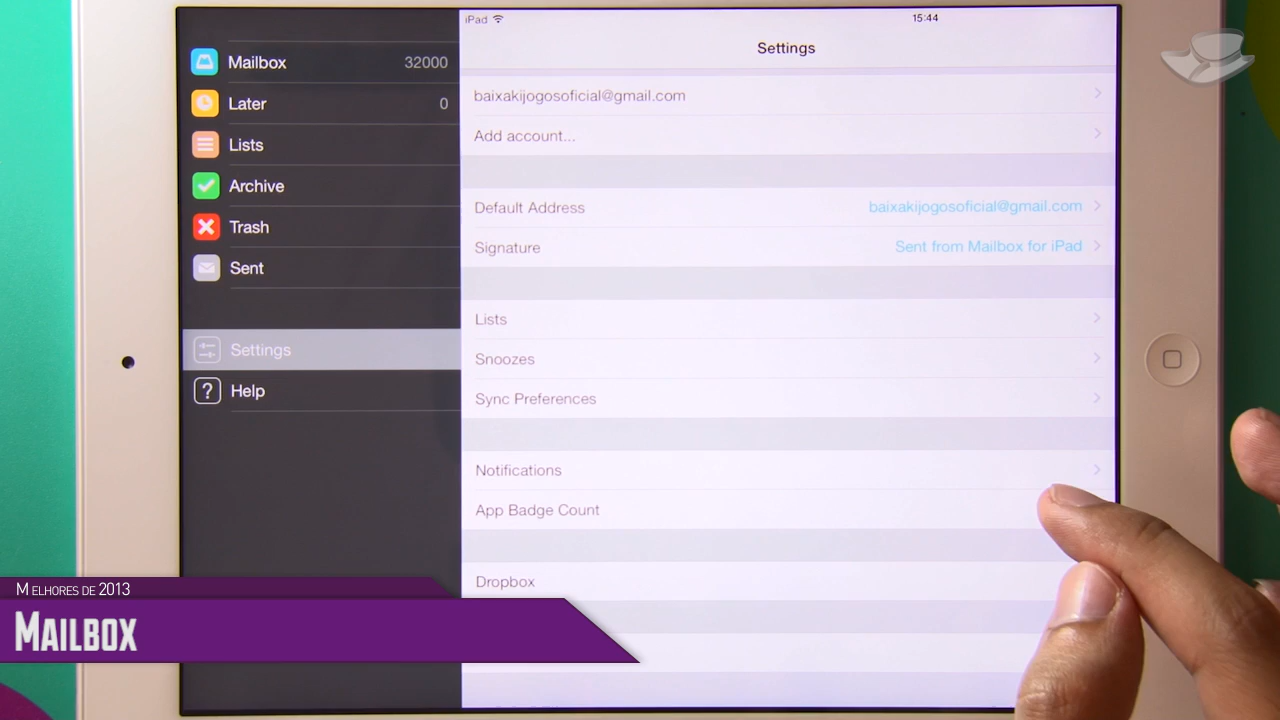 iPad
15:44
Settings
Mailbox 32000
Later 0
Lists
Archive
Trash
Sent
Settings
? Help
baixakijogosoficial@gmail.com
Add account...
Default Address baixakijogosoficial@gmail.com
Signature Sent from Mailbox for iPad
Lists
Snoozes
Sync Preferences
Notifications
App Badge Count
Dropbox
Melhores de 2013
Mailbox